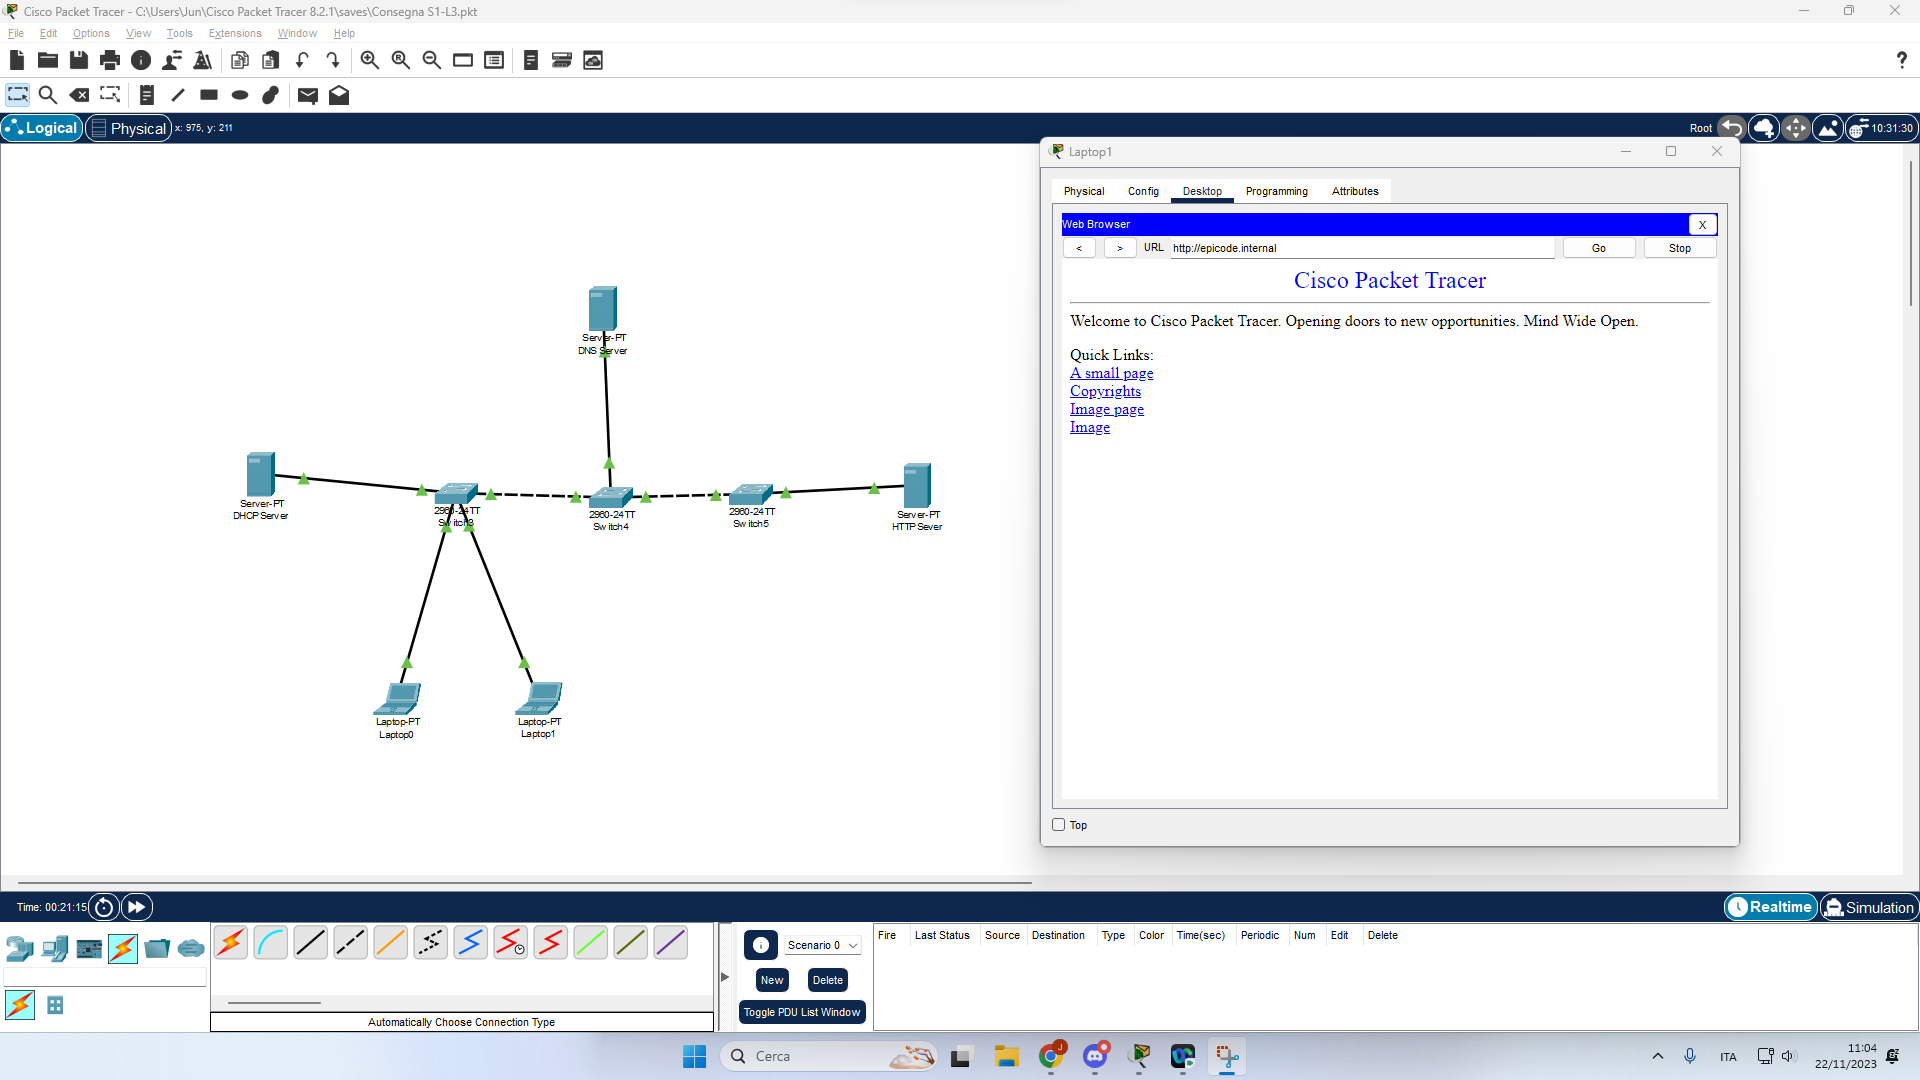 Cisco Packet Tracer - C:\Users\Jun\Cisco Packet Tracer 8.2.1\saves\Consegna S1-L3.pkt
File Edit Options View Tools Extensions Window Help
?
Logical Physical x: 975, y: 211 Root 10:31:30
Laptop1
Physical Config Desktop Programming Attributes
Web Browser X
< > URL http://epicode.internal Go Stop
Cisco Packet Tracer
Welcome to Cisco Packet Tracer. Opening doors to new opportunities. Mind Wide Open.
Quick Links:
A small page
Copyrights
Image page
Image
Top
Server-PT
DNS Server
Server-PT
DHCP Server
2960-24TT
Switch3
2960-24TT
Switch4
2960-24TT
Switch5
Server-PT
HTTP Sever
Laptop-PT
Laptop0
Laptop-PT
Laptop1
Time: 00:21:15 Realtime Simulation
Scenario 0
New Delete
Toggle PDU List Window
Fire Last Status Source Destination Type Color Time(sec) Periodic Num Edit Delete
Automatically Choose Connection Type
Cerca
J
ITA
11:04
22/11/2023